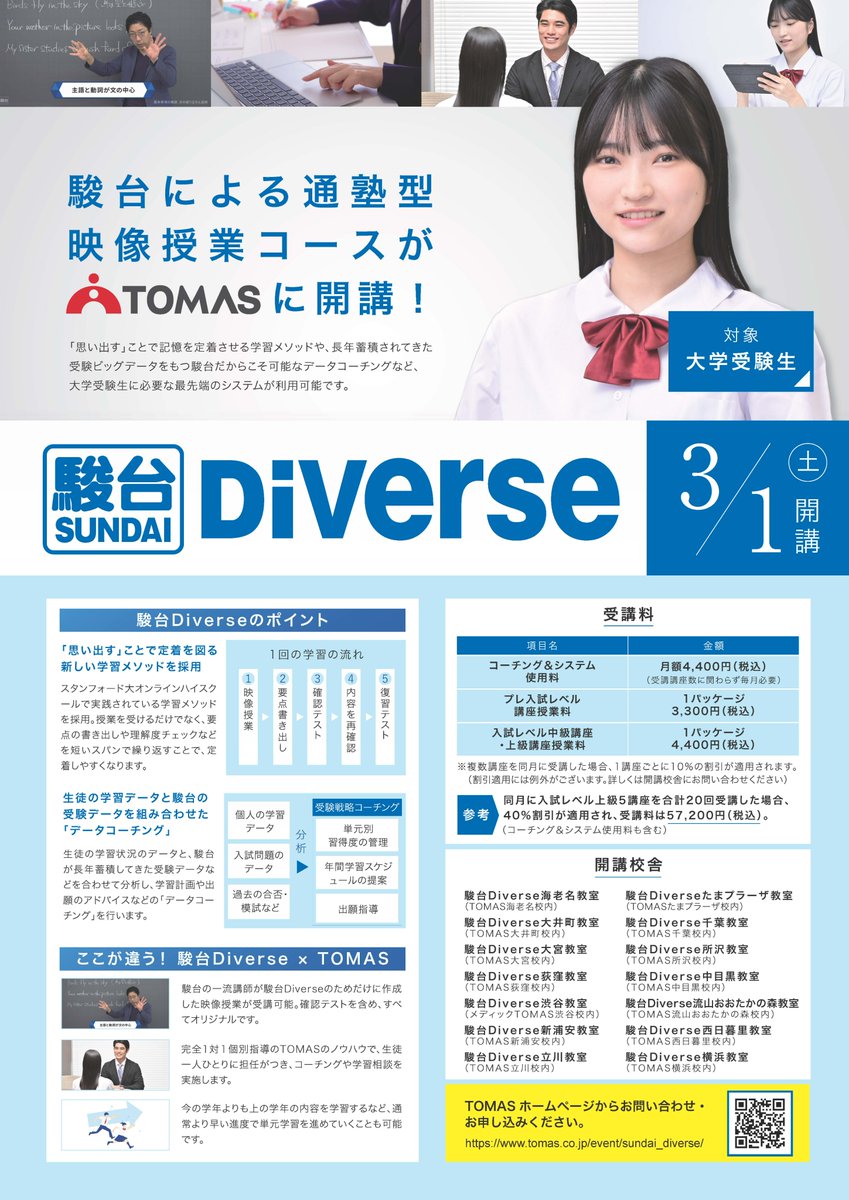 Birds fly in the sky.
Your mother in the picture looks
My sister studies
主語と動詞が文の中心
駿台による通塾型
映像授業コースが
TOMASに開講！
「思い出す」ことで記憶を定着させる学習メソッドや、長年蓄積されてきた
受験ビッグデータをもつ駿台だからこそ可能なデータコーチングなど、
大学受験生に必要な最先端のシステムが利用可能です。
対象
大学受験生
駿台
SUNDAI
Diverse
3/1
土
開講
駿台Diverseのポイント
「思い出す」ことで定着を図る
新しい学習メソッドを採用
スタンフォード大オンラインハイスク
ールで実践されている学習メソッド
を採用。授業を受けるだけでなく、要
点の書き出しや理解度チェックなど
を短いスパンで繰り返すことで、定
着しやすくなります。
1回の学習の流れ
1 映像授業
2 要点書き出し
3 確認テスト
4 内容を再確認
5 復習テスト
生徒の学習データと駿台の
受験データを組み合わせた
「データコーチング」
生徒の学習状況のデータと、駿台
が長年蓄積してきた受験データな
どを合わせて分析し、学習計画や出
願のアドバイスなどの「データコー
チング」を行います。
個人の学習
データ
入試問題の
データ
過去の合否・
模試など
分析
受験戦略コーチング
単元別
習得度の管理
年間学習スケジ
ュールの提案
出願指導
ここが違う！ 駿台Diverse × TOMAS
主語と動詞が文の中心
駿台の一流講師が駿台Diverseのためだけに作成
した映像授業が受講可能。確認テストを含め、すべ
てオリジナルです。
完全1対1個別指導のTOMASのノウハウで、生徒
一人ひとりに担任がつき、コーチングや学習相談を
実施します。
今の学年よりも上の学年の内容を学習するなど、通
常より早い進度で単元学習を進めていくことも可能
です。
受講料
項目名 金額
コーチング＆システム
使用料
月額4,400円（税込）
（受講講座数に関わらず毎月必要）
プレ入試レベル
講座授業料
1パッケージ
3,300円（税込）
入試レベル中級講座
・上級講座授業料
1パッケージ
4,400円（税込）
※複数講座を同月に受講した場合、1講座ごとに10%の割引が適用されます。
（割引適用には例外がございます。詳しくは開講校舎にお問い合わせください）
参考
同月に入試レベル上級5講座を合計20回受講した場合、
40%割引が適用され、受講料は57,200円（税込）。
（コーチング＆システム使用料も含む）
開講校舎
駿台Diverse海老名教室
（TOMAS海老名校内）
駿台Diverseたまプラーザ教室
（TOMASたまプラーザ校内）
駿台Diverse大井町教室
（TOMAS大井町校内）
駿台Diverse千葉教室
（TOMAS千葉校内）
駿台Diverse大宮教室
（TOMAS大宮校内）
駿台Diverse所沢教室
（TOMAS所沢校内）
駿台Diverse荻窪教室
（TOMAS荻窪校内）
駿台Diverse中目黒教室
（TOMAS中目黒校内）
駿台Diverse渋谷教室
（メディックTOMAS渋谷校内）
駿台Diverse流山おおたかの森教室
（TOMAS流山おおたかの森校内）
駿台Diverse新浦安教室
（TOMAS新浦安校内）
駿台Diverse西日暮里教室
（TOMAS西日暮里校内）
駿台Diverse立川教室
（TOMAS立川校内）
駿台Diverse横浜教室
（TOMAS横浜校内）
TOMAS ホームページからお問い合わせ・
お申し込みください。
https://www.tomas.co.jp/event/sundai_diverse/